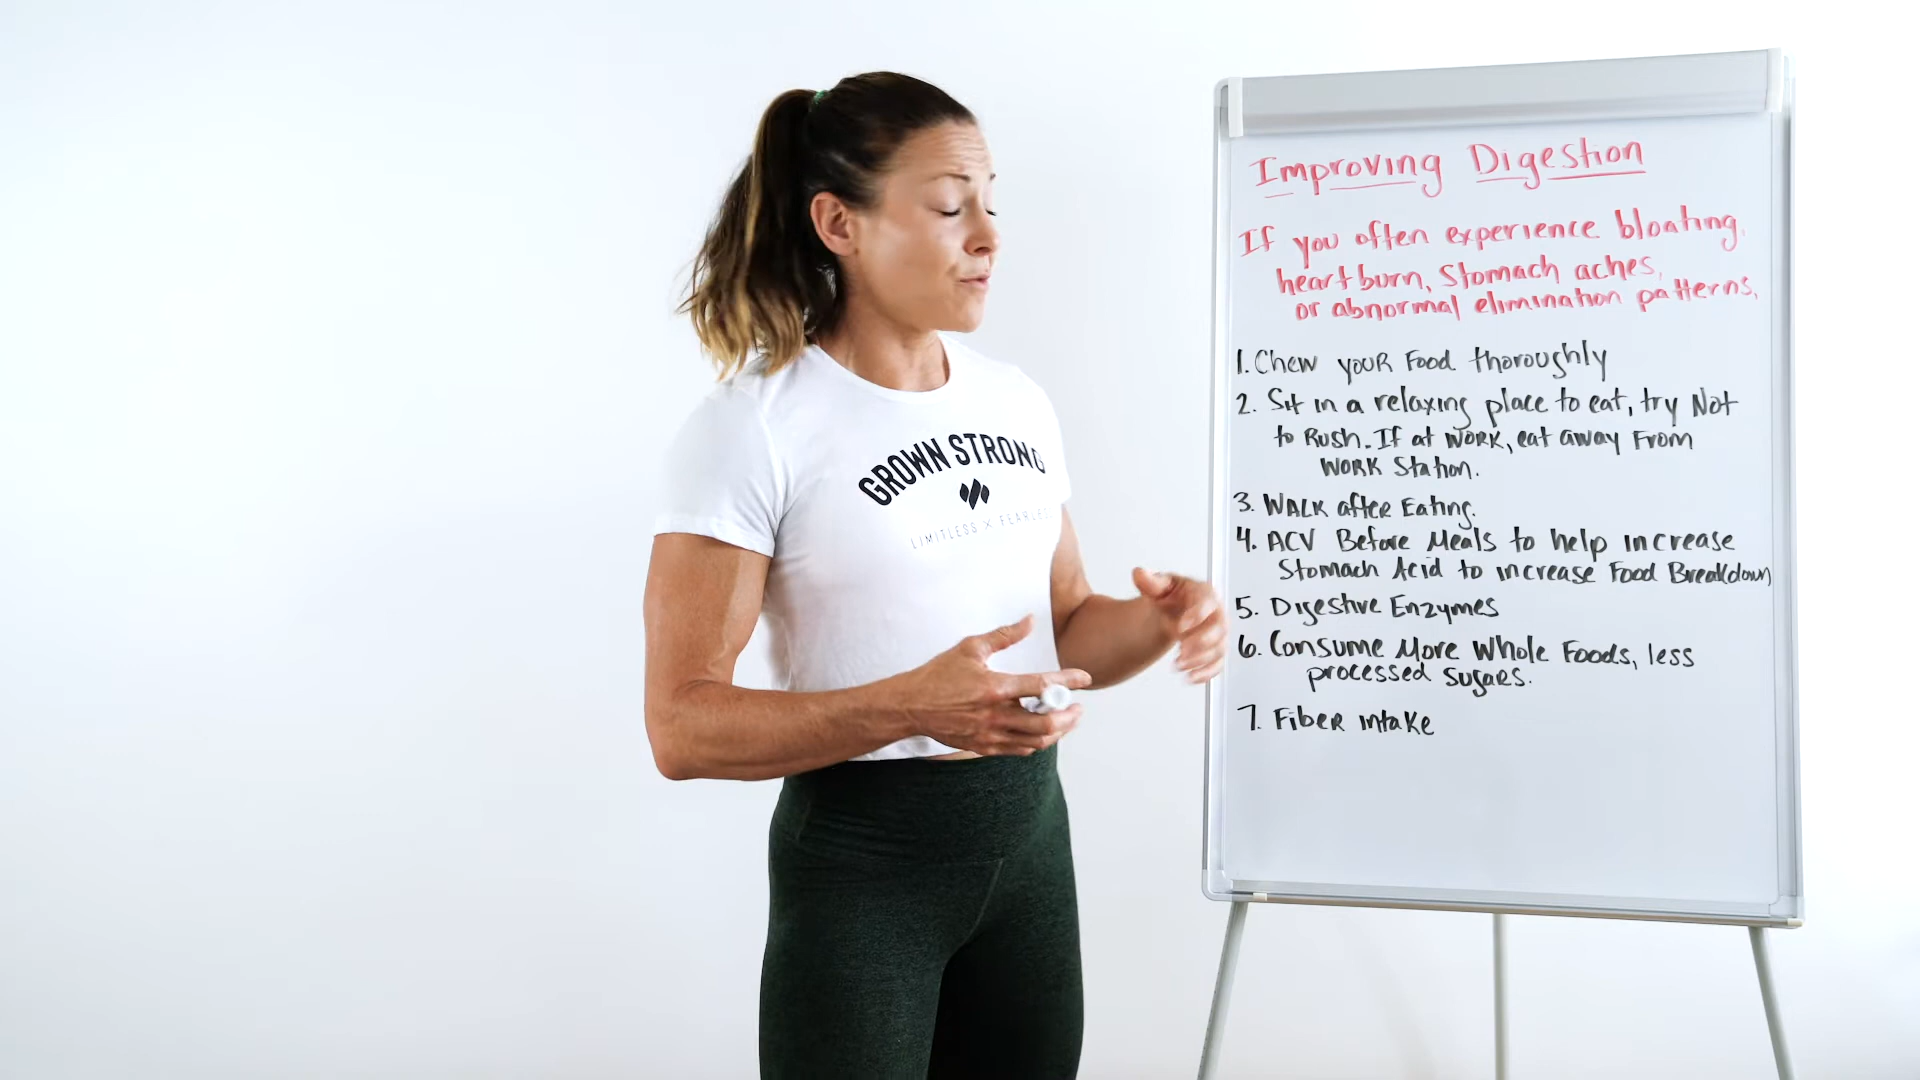 GROWN STRONG
LIMITLESS X FEARLES
Improving Digestion
If you often experience bloating,
heartburn, Stomach aches,
or abnormal elimination patterns,
1. Chew your Food thoroughly
2. Sit in a relaxing place to eat, try Not
to Rush. If at WORK, eat away From
WORK Station.
3. WALK after Eating.
4. ACV Before Meals to help increase
Stomach Acid to increase Food Breakdown
5. Digestive Enzymes
6. Consume More Whole Foods, less
processed sugars.
7. Fiber intake